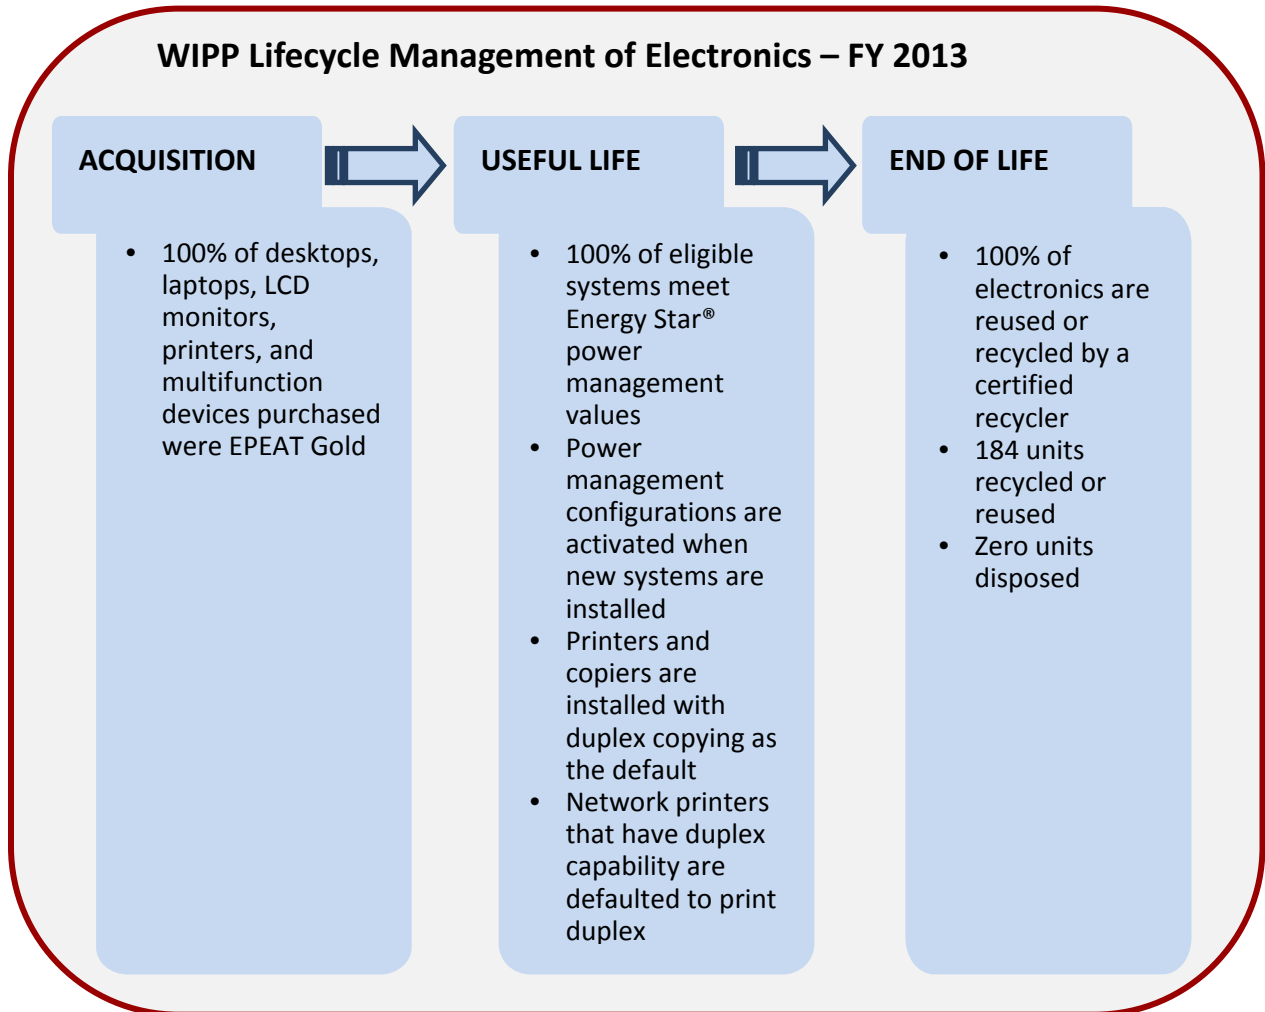 WIPP Lifecycle Management of Electronics – FY 2013
ACQUISITION
• 100% of desktops,
laptops, LCD
monitors,
printers, and
multifunction
devices purchased
were EPEAT Gold
USEFUL LIFE
• 100% of eligible
systems meet
Energy Star®
power
management
values
• Power
management
configurations are
activated when
new systems are
installed
• Printers and
copiers are
installed with
duplex copying as
the default
• Network printers
that have duplex
capability are
defaulted to print
duplex
END OF LIFE
• 100% of
electronics are
reused or
recycled by a
certified
recycler
• 184 units
recycled or
reused
• Zero units
disposed